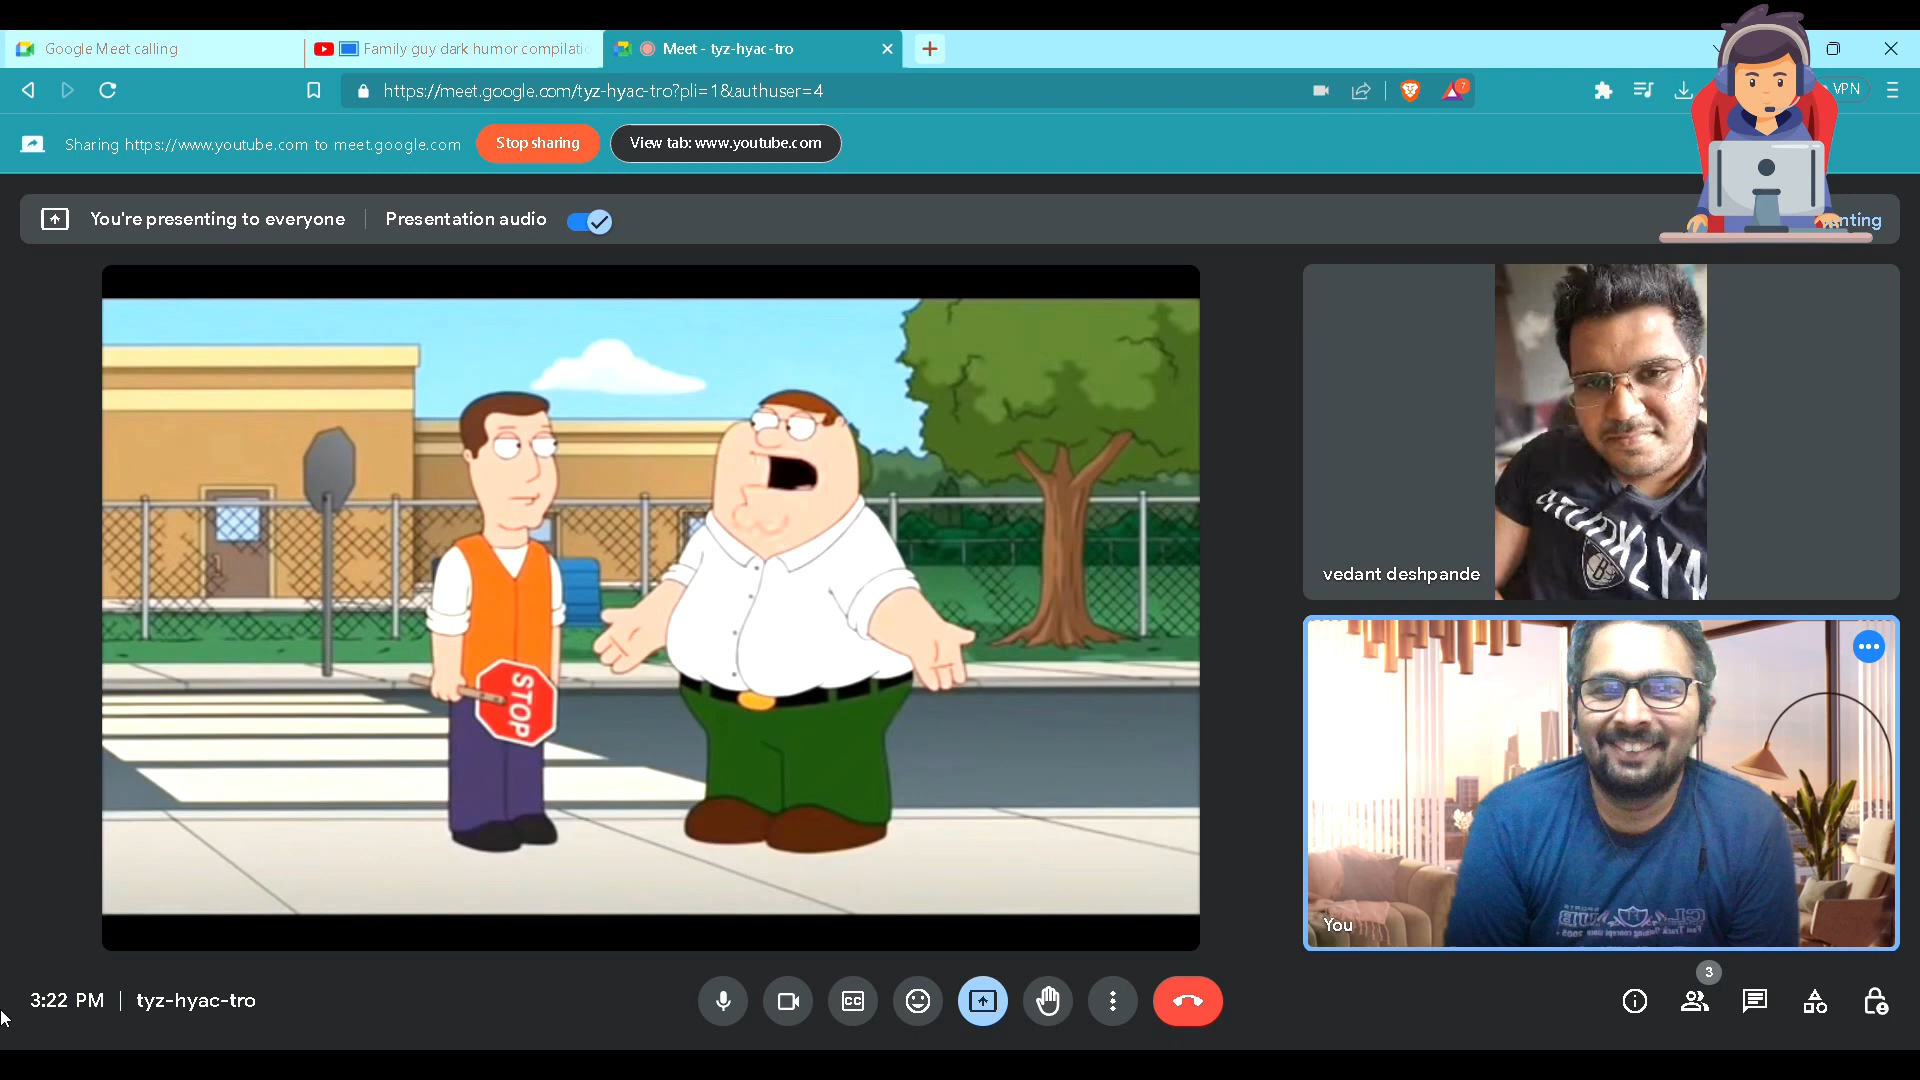 Google Meet calling
Family guy dark humor compilatio
Meet - tyz-hyac-tro
https://meet.google.com/tyz-hyac-tro?pli=1&authuser=4
7
VPN
Sharing https://www.youtube.com to meet.google.com
Stop sharing
View tab: www.youtube.com
You're presenting to everyone
Presentation audio
nting
STOP
vedant deshpande
B
You
3
3:22 PM
tyz-hyac-tro
CC